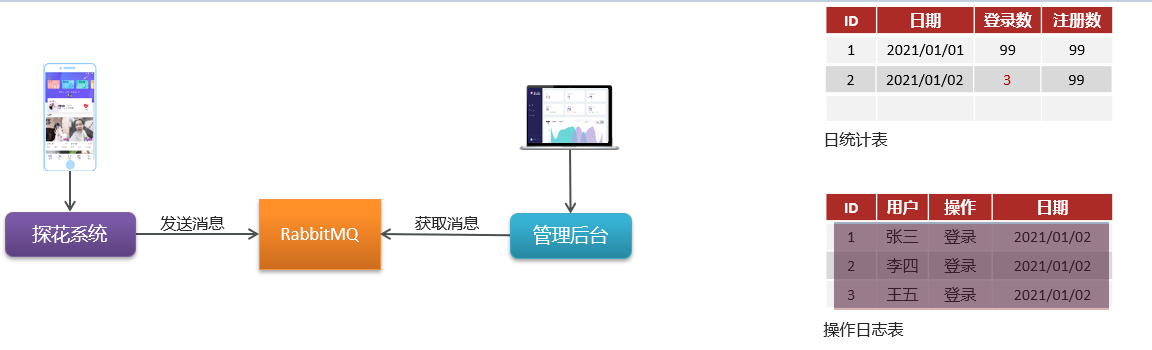 探花系统
发送消息
RabbitMQ
获取消息
管理后台
ID 日期 登录数 注册数
1 2021/01/01 99 99
2 2021/01/02 3 99
日统计表
ID 用户 操作 日期
1 张三 登录 2021/01/02
2 李四 登录 2021/01/02
3 王五 登录 2021/01/02
操作日志表